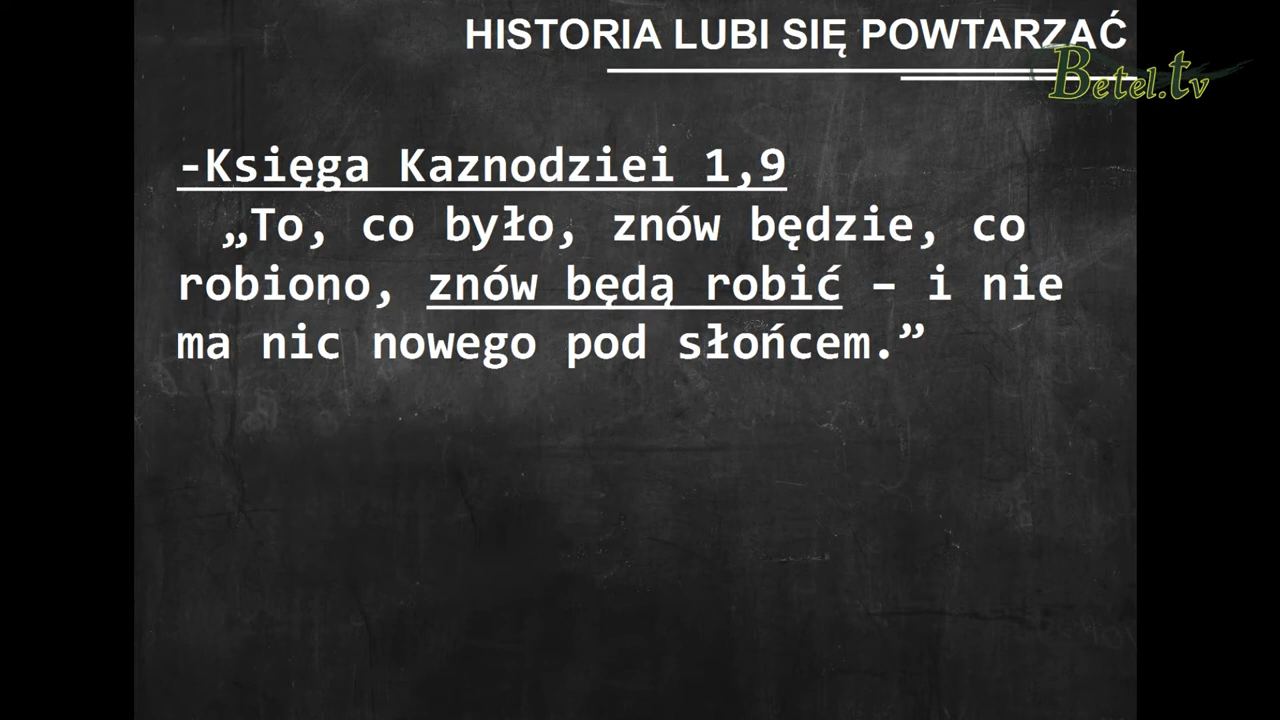 HISTORIA LUBI SIĘ POWTARZAĆ
Betel.tv
-Księga Kaznodziei 1,9
„To, co było, znów będzie, co
robiono, znów będą robić – i nie
ma nic nowego pod słońcem.”